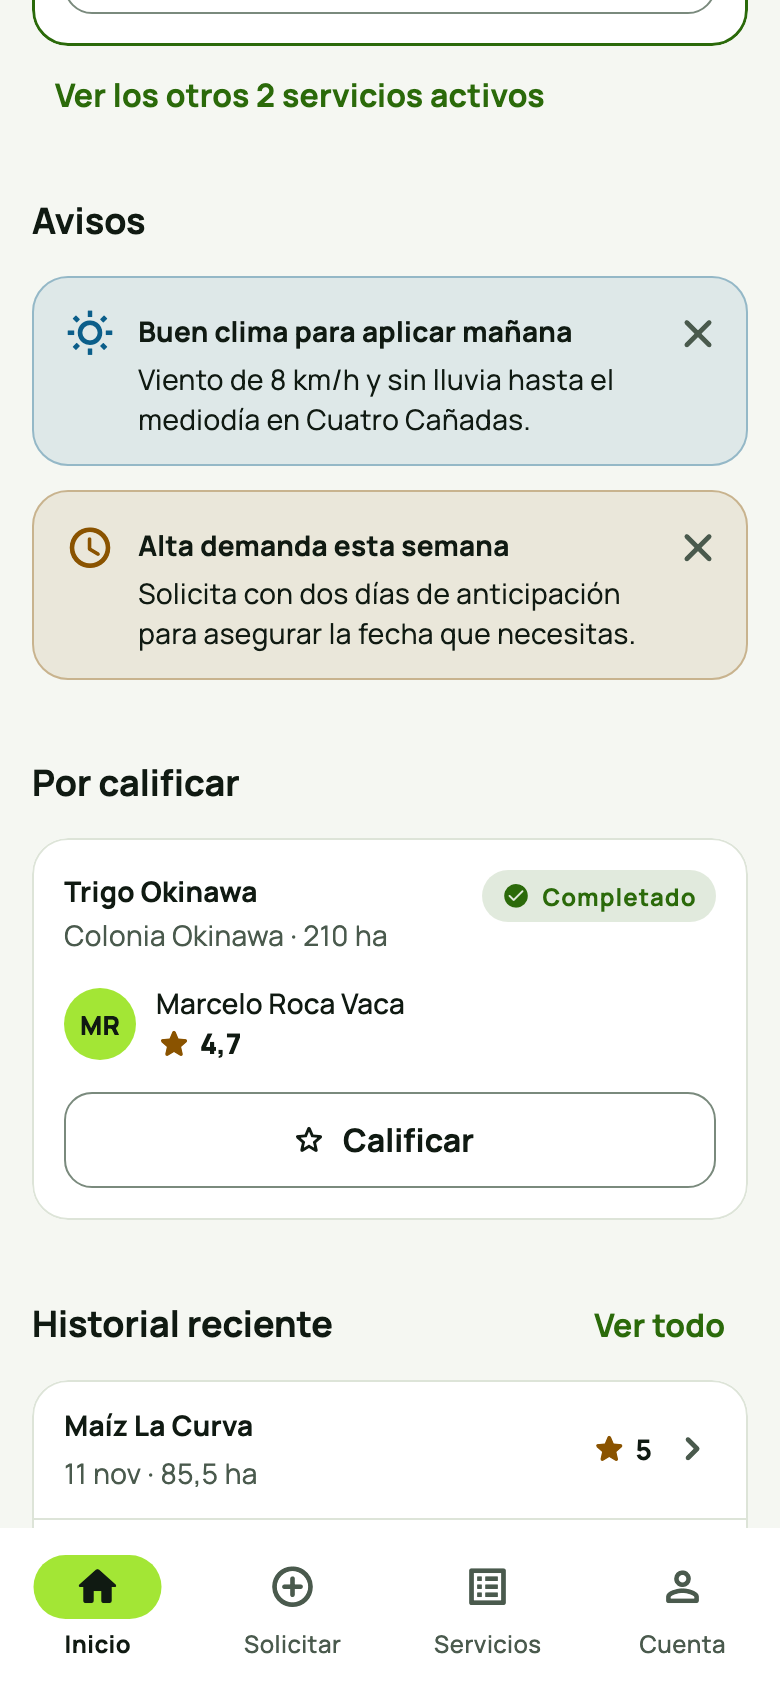 Ver los otros 2 servicios activos
Avisos
Buen clima para aplicar mañana
Viento de 8 km/h y sin lluvia hasta el
mediodía en Cuatro Cañadas.
Alta demanda esta semana
Solicita con dos días de anticipación
para asegurar la fecha que necesitas.
Por calificar
Trigo Okinawa
Completado
Colonia Okinawa · 210 ha
MR
Marcelo Roca Vaca
4,7
Calificar
Historial reciente
Ver todo
Maíz La Curva
5
11 nov · 85,5 ha
Inicio
Solicitar
Servicios
Cuenta